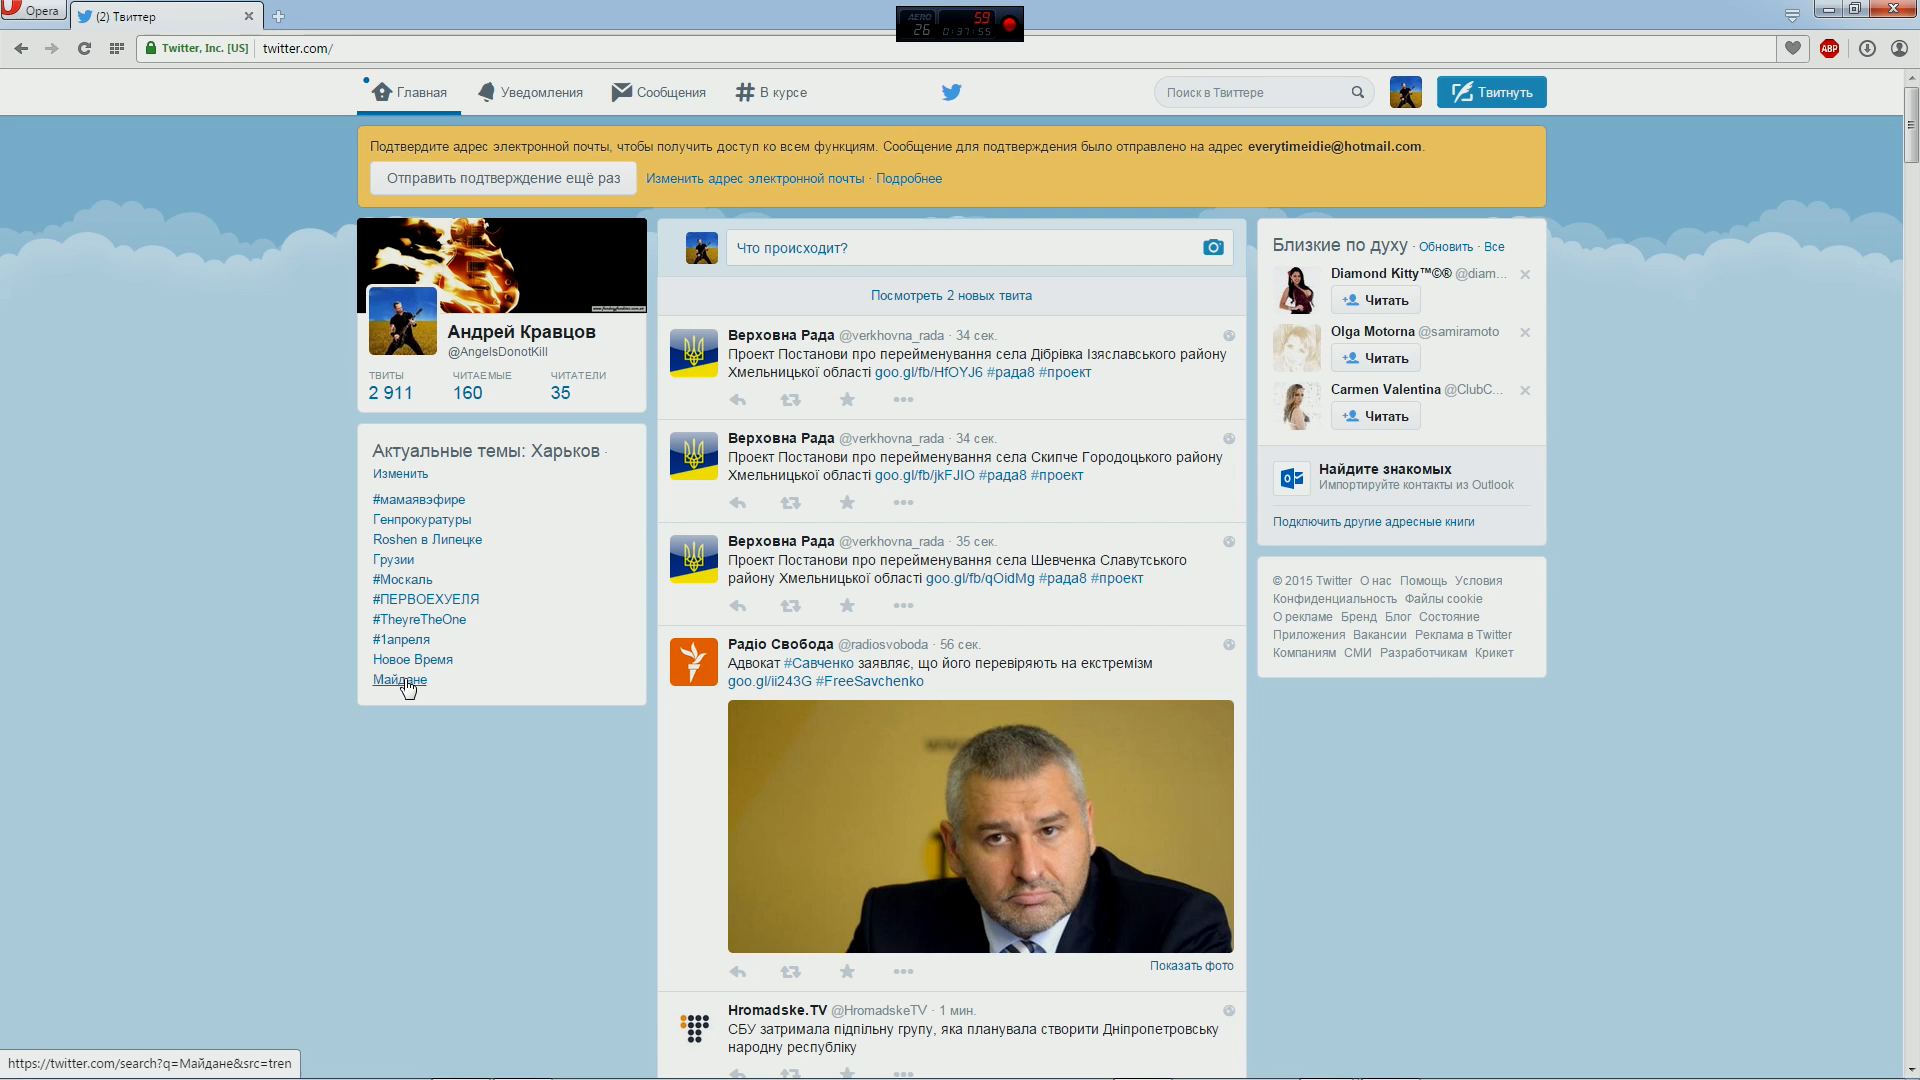 Opera
(2) Твиттер
AERO
26
59
0:37:55
Twitter, Inc. [US]
twitter.com/
ABP
Главная
Уведомления
Сообщения
В курсе
Поиск в Твиттере
Твитнуть
Подтвердите адрес электронной почты, чтобы получить доступ ко всем функциям. Сообщение для подтверждения было отправлено на адрес everytimeidie@hotmail.com.
Отправить подтверждение ещё раз
Изменить адрес электронной почты · Подробнее
Андрей Кравцов
@AngelsDonotKill
ТВИТЫ
2 911
ЧИТАЕМЫЕ
160
ЧИТАТЕЛИ
35
Актуальные темы: Харьков ·
Изменить
#мамаявэфире
Генпрокуратуры
Roshen в Липецке
Грузии
#Москаль
#ПЕРВОЕХУЕЛЯ
#TheyreTheOne
#1апреля
Новое Время
Майдане
Что происходит?
Посмотреть 2 новых твита
Верховна Рада @verkhovna_rada · 34 сек.
Проект Постанови про перейменування села Дібрівка Ізяславського району
Хмельницької області goo.gl/fb/HfOYJ6 #рада8 #проект
Верховна Рада @verkhovna_rada · 34 сек.
Проект Постанови про перейменування села Скипче Городоцького району
Хмельницької області goo.gl/fb/jkFJIO #рада8 #проект
Верховна Рада @verkhovna_rada · 35 сек.
Проект Постанови про перейменування села Шевченка Славутського
району Хмельницької області goo.gl/fb/qOidMg #рада8 #проект
Радіо Свобода @radiosvoboda · 56 сек.
Адвокат #Савченко заявляє, що його перевіряють на екстремізм
goo.gl/ii243G #FreeSavchenko
Показать фото
Hromadske.TV @HromadskeTV · 1 мин.
СБУ затримала підпільну групу, яка планувала створити Дніпропетровську
народну республіку
Близкие по духу · Обновить · Все
Diamond Kitty™©® @diam...
Читать
Olga Motorna @samiramoto
Читать
Carmen Valentina @ClubC...
Читать
Найдите знакомых
Импортируйте контакты из Outlook
Подключить другие адресные книги
© 2015 Twitter О нас Помощь Условия
Конфиденциальность Файлы cookie
О рекламе Бренд Блог Состояние
Приложения Вакансии Реклама в Twitter
Компаниям СМИ Разработчикам Крикет
https://twitter.com/search?q=Майдане&src=tren